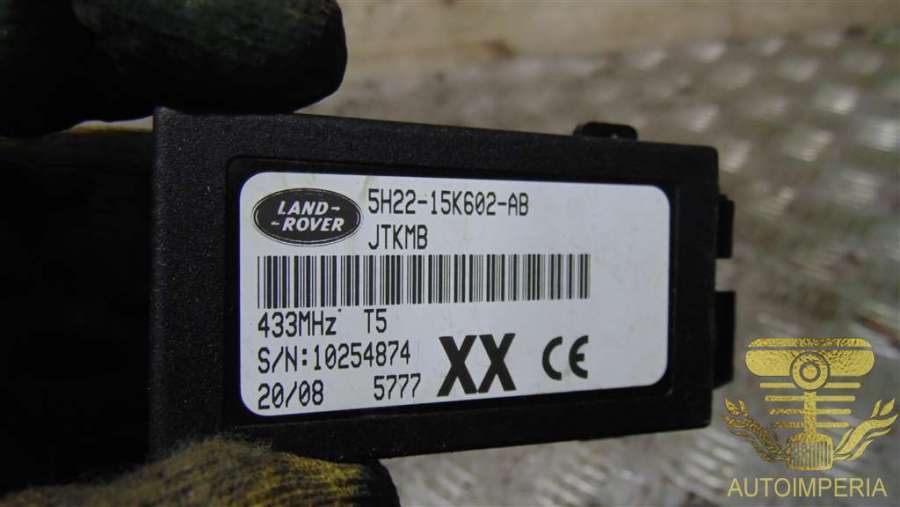 LAND-
-ROVER
5H22-15K602-AB
JTKMB
433MHz T5
S/N:10254874
20/08 5777
XX CE
AUTOIMPERIA